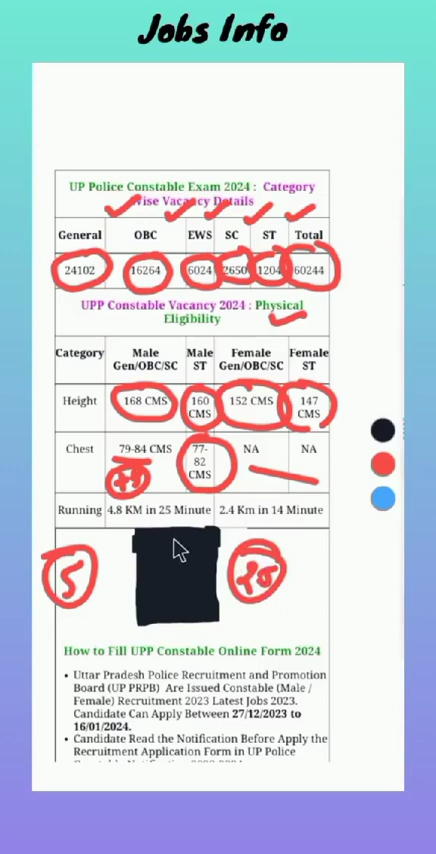 Jobs Info
UP Police Constable Exam 2024 : Category
Wise Vacancy Details
General OBC EWS SC ST Total
24102 16264 6024 2650 1204 60244
UPP Constable Vacancy 2024 : Physical
Eligibility
Category Male Gen/OBC/SC Male ST Female Gen/OBC/SC Female ST
Height 168 CMS 160 CMS 152 CMS 147 CMS
Chest 79-84 CMS 77-82 CMS NA NA
Running 4.8 KM in 25 Minute 2.4 Km in 14 Minute
5
How to Fill UPP Constable Online Form 2024
• Uttar Pradesh Police Recruitment and Promotion
Board (UP PRPB) Are Issued Constable (Male /
Female) Recruitment 2023 Latest Jobs 2023.
Candidate Can Apply Between 27/12/2023 to
16/01/2024.
• Candidate Read the Notification Before Apply the
Recruitment Application Form in UP Police